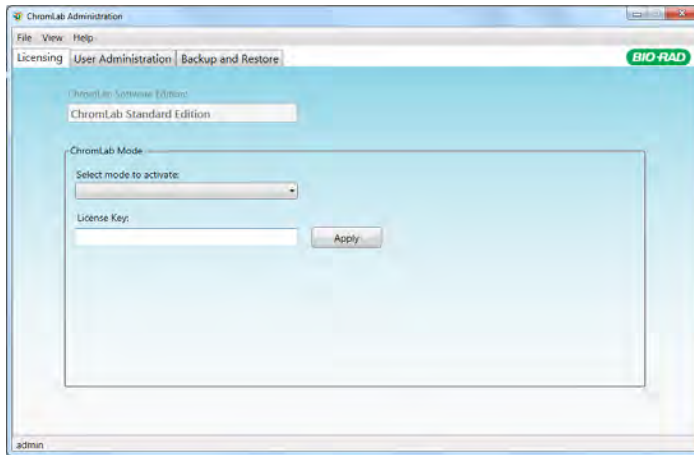 ChromLab Administration
File View Help
Licensing User Administration Backup and Restore
BIO-RAD
ChromLab Software Edition:
ChromLab Standard Edition
ChromLab Mode
Select mode to activate:
License Key:
Apply
admin